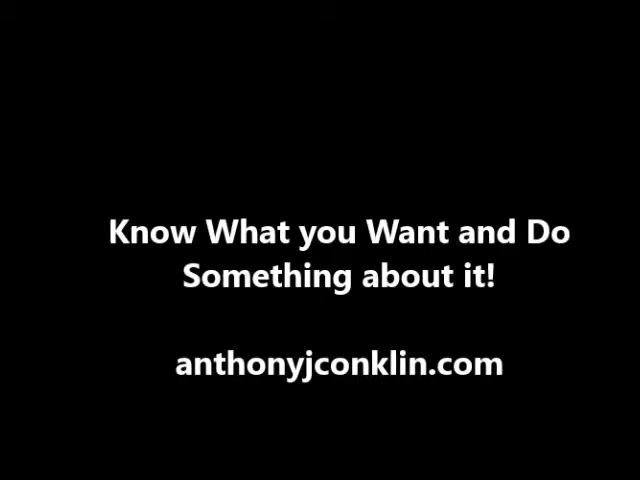 Know What you Want and Do
Something about it!
anthonyjconklin.com